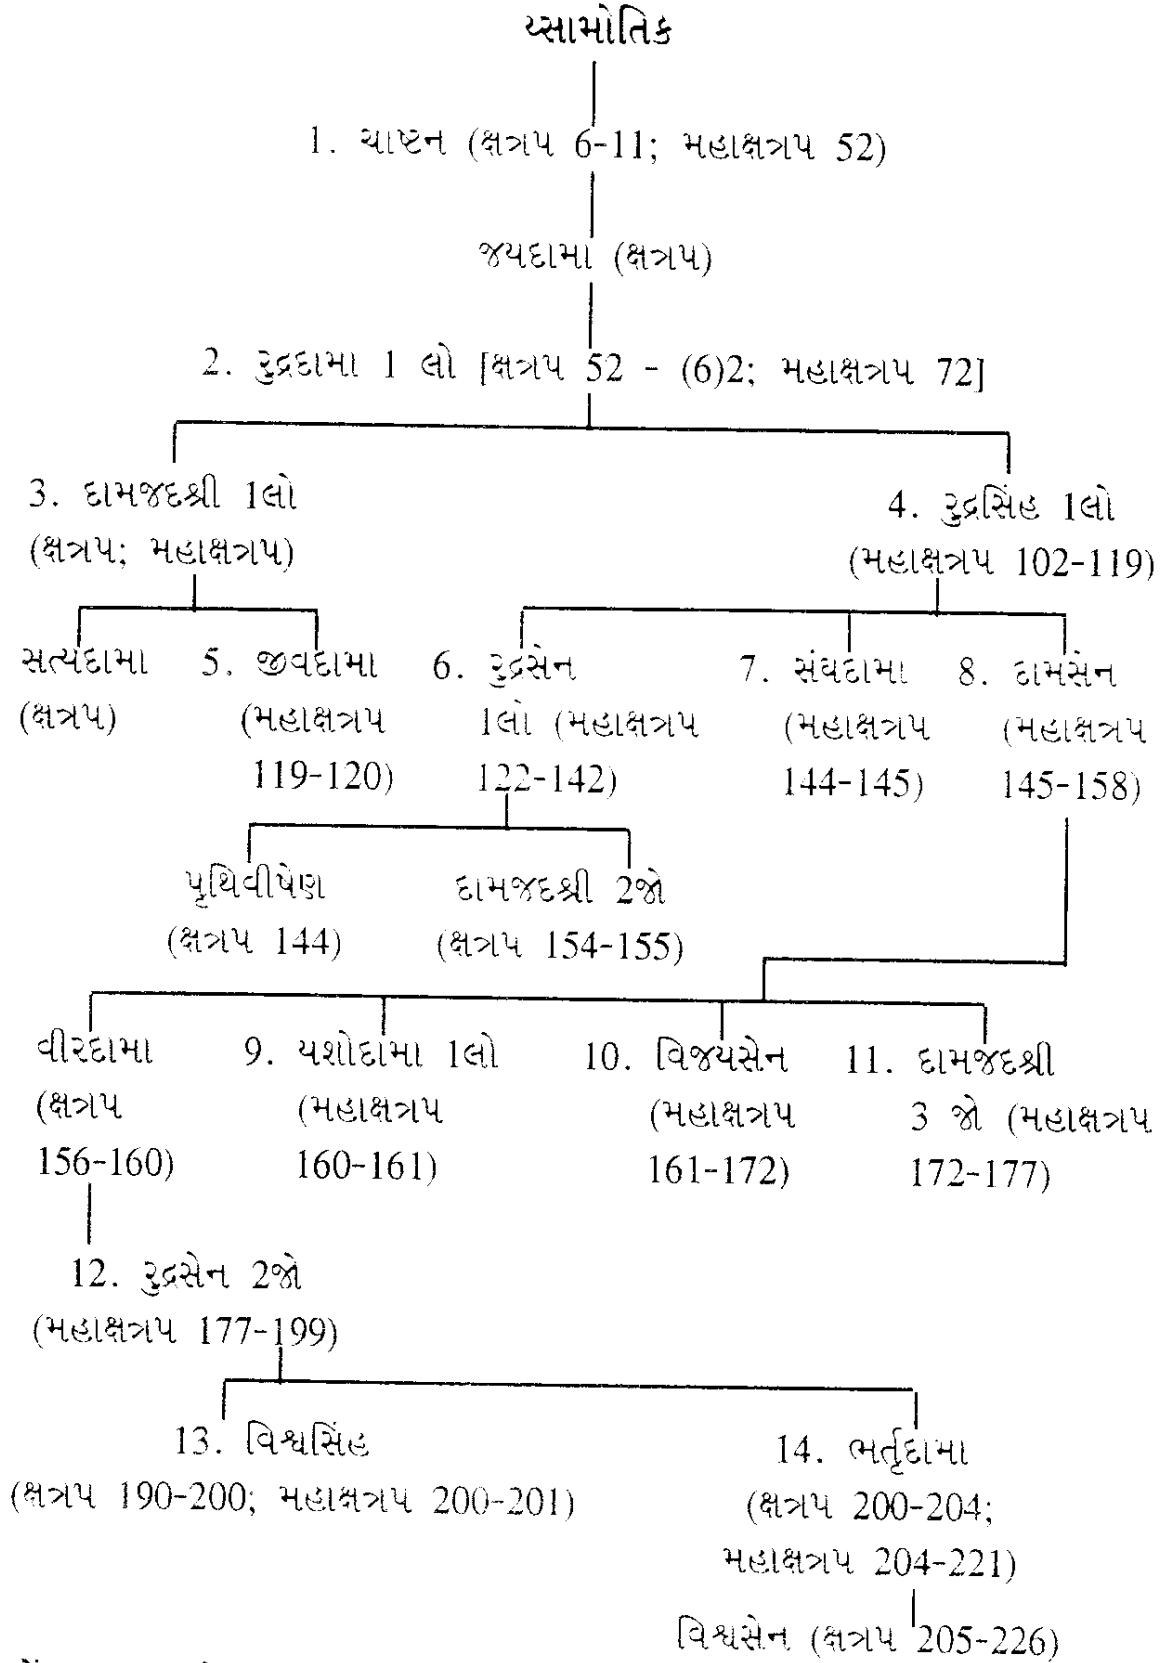 ય્સામોતિક
1. ચાષ્ટન (ક્ષત્રપ 6-11; મહાક્ષત્રપ 52)
જયદામા (ક્ષત્રપ)
2. રુદ્રદામા 1 લો [ક્ષત્રપ 52 - (6)2; મહાક્ષત્રપ 72]
3. દામજદશ્રી 1લો
(ક્ષત્રપ; મહાક્ષત્રપ)
4. રુદ્રસિંહ 1લો
(મહાક્ષત્રપ 102-119)
સત્યદામા
(ક્ષત્રપ)
5. જીવદામા
(મહાક્ષત્રપ
119-120)
6. રુદ્રસેન
1લો (મહાક્ષત્રપ
122-142)
7. સંઘદામા
(મહાક્ષત્રપ
144-145)
8. દામસેન
(મહાક્ષત્રપ
145-158)
પૃથિવીષેણ
(ક્ષત્રપ 144)
દામજદશ્રી 2જો
(ક્ષત્રપ 154-155)
વીરદામા
(ક્ષત્રપ
156-160)
9. યશોદામા 1લો
(મહાક્ષત્રપ
160-161)
10. વિજયસેન
(મહાક્ષત્રપ
161-172)
11. દામજદશ્રી
3 જો (મહાક્ષત્રપ
172-177)
12. રુદ્રસેન 2જો
(મહાક્ષત્રપ 177-199)
13. વિશ્વસિંહ
(ક્ષત્રપ 190-200; મહાક્ષત્રપ 200-201)
14. ભર્તૃદામા
(ક્ષત્રપ 200-204;
મહાક્ષત્રપ 204-221)
વિશ્વસેન (ક્ષત્રપ 205-226)